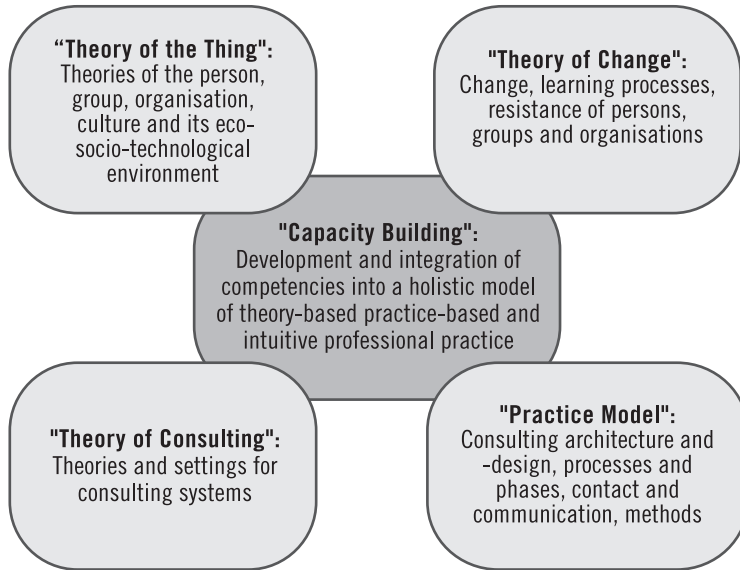 “Theory of the Thing":
Theories of the person,
group, organisation,
culture and its eco-
socio-technological
environment
"Theory of Change":
Change, learning processes,
resistance of persons,
groups and organisations
"Capacity Building":
Development and integration of
competencies into a holistic model
of theory-based practice-based and
intuitive professional practice
"Theory of Consulting":
Theories and settings for
consulting systems
"Practice Model":
Consulting architecture and
-design, processes and
phases, contact and
communication, methods